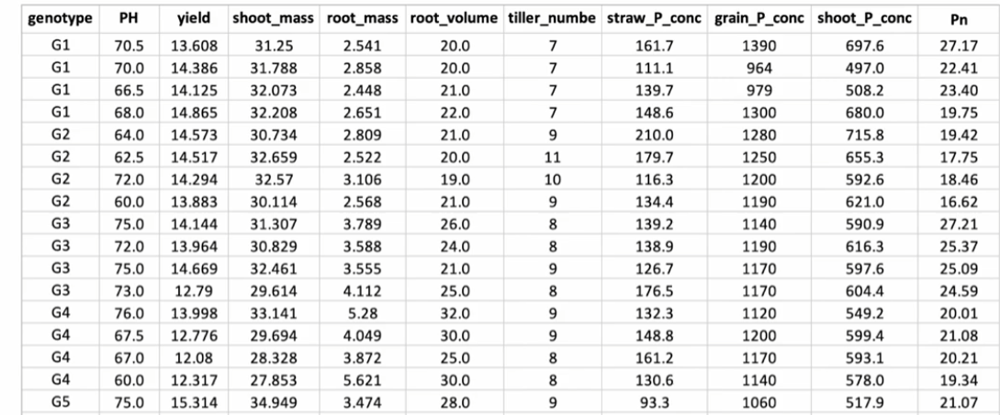 genotype PH yield shoot_mass root_mass root_volume tiller_numbe straw_P_conc grain_P_conc shoot_P_conc Pn
G1 70.5 13.608 31.25 2.541 20.0 7 161.7 1390 697.6 27.17
G1 70.0 14.386 31.788 2.858 20.0 7 111.1 964 497.0 22.41
G1 66.5 14.125 32.073 2.448 21.0 7 139.7 979 508.2 23.40
G1 68.0 14.865 32.208 2.651 22.0 7 148.6 1300 680.0 19.75
G2 64.0 14.573 30.734 2.809 21.0 9 210.0 1280 715.8 19.42
G2 62.5 14.517 32.659 2.522 20.0 11 179.7 1250 655.3 17.75
G2 72.0 14.294 32.57 3.106 19.0 10 116.3 1200 592.6 18.46
G2 60.0 13.883 30.114 2.568 21.0 9 134.4 1190 621.0 16.62
G3 75.0 14.144 31.307 3.789 26.0 8 139.2 1140 590.9 27.21
G3 72.0 13.964 30.829 3.588 24.0 8 138.9 1190 616.3 25.37
G3 75.0 14.669 32.461 3.555 21.0 9 126.7 1170 597.6 25.09
G3 73.0 12.79 29.614 4.112 25.0 8 176.5 1170 604.4 24.59
G4 76.0 13.998 33.141 5.28 32.0 9 132.3 1120 549.2 20.01
G4 67.5 12.776 29.694 4.049 30.0 9 148.8 1200 599.4 21.08
G4 67.0 12.08 28.328 3.872 25.0 8 161.2 1170 593.1 20.21
G4 60.0 12.317 27.853 5.621 30.0 8 130.6 1140 578.0 19.34
G5 75.0 15.314 34.949 3.474 28.0 9 93.3 1060 517.9 21.07